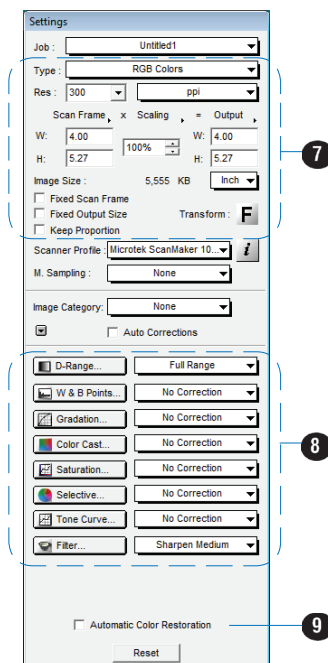 Settings
Job : Untitled1
Type : RGB Colors
Res : 300 ppi
Scan Frame x Scaling = Output
W: 4.00 100% W: 4.00
H: 5.27 H: 5.27
Image Size : 5,555 KB Inch
Fixed Scan Frame
Fixed Output Size Transform : F
Keep Proportion
7
Scanner Profile : Microtek ScanMaker 10... i
M. Sampling : None
Image Category: None
Auto Corrections
D-Range... Full Range
W & B Points... No Correction
Gradation... No Correction
Color Cast... No Correction
8
Saturation... No Correction
Selective... No Correction
Tone Curve... No Correction
Filter... Sharpen Medium
Automatic Color Restoration 9
Reset